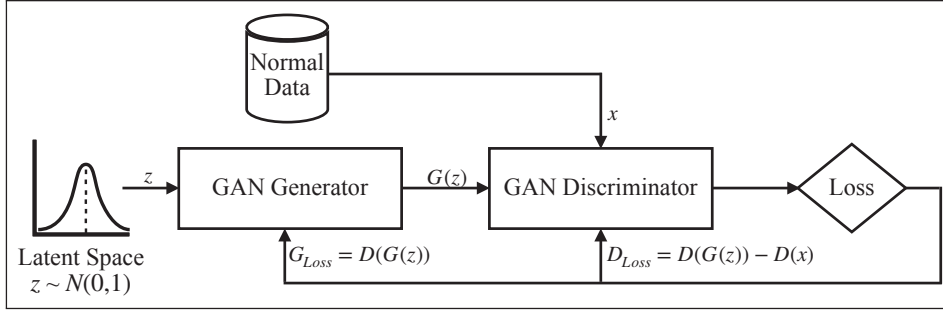 Normal
Data
x
z
GAN Generator
G(z)
GAN Discriminator
Loss
Latent Space
z ~ N(0,1)
G_Loss = D(G(z))
D_Loss = D(G(z)) − D(x)